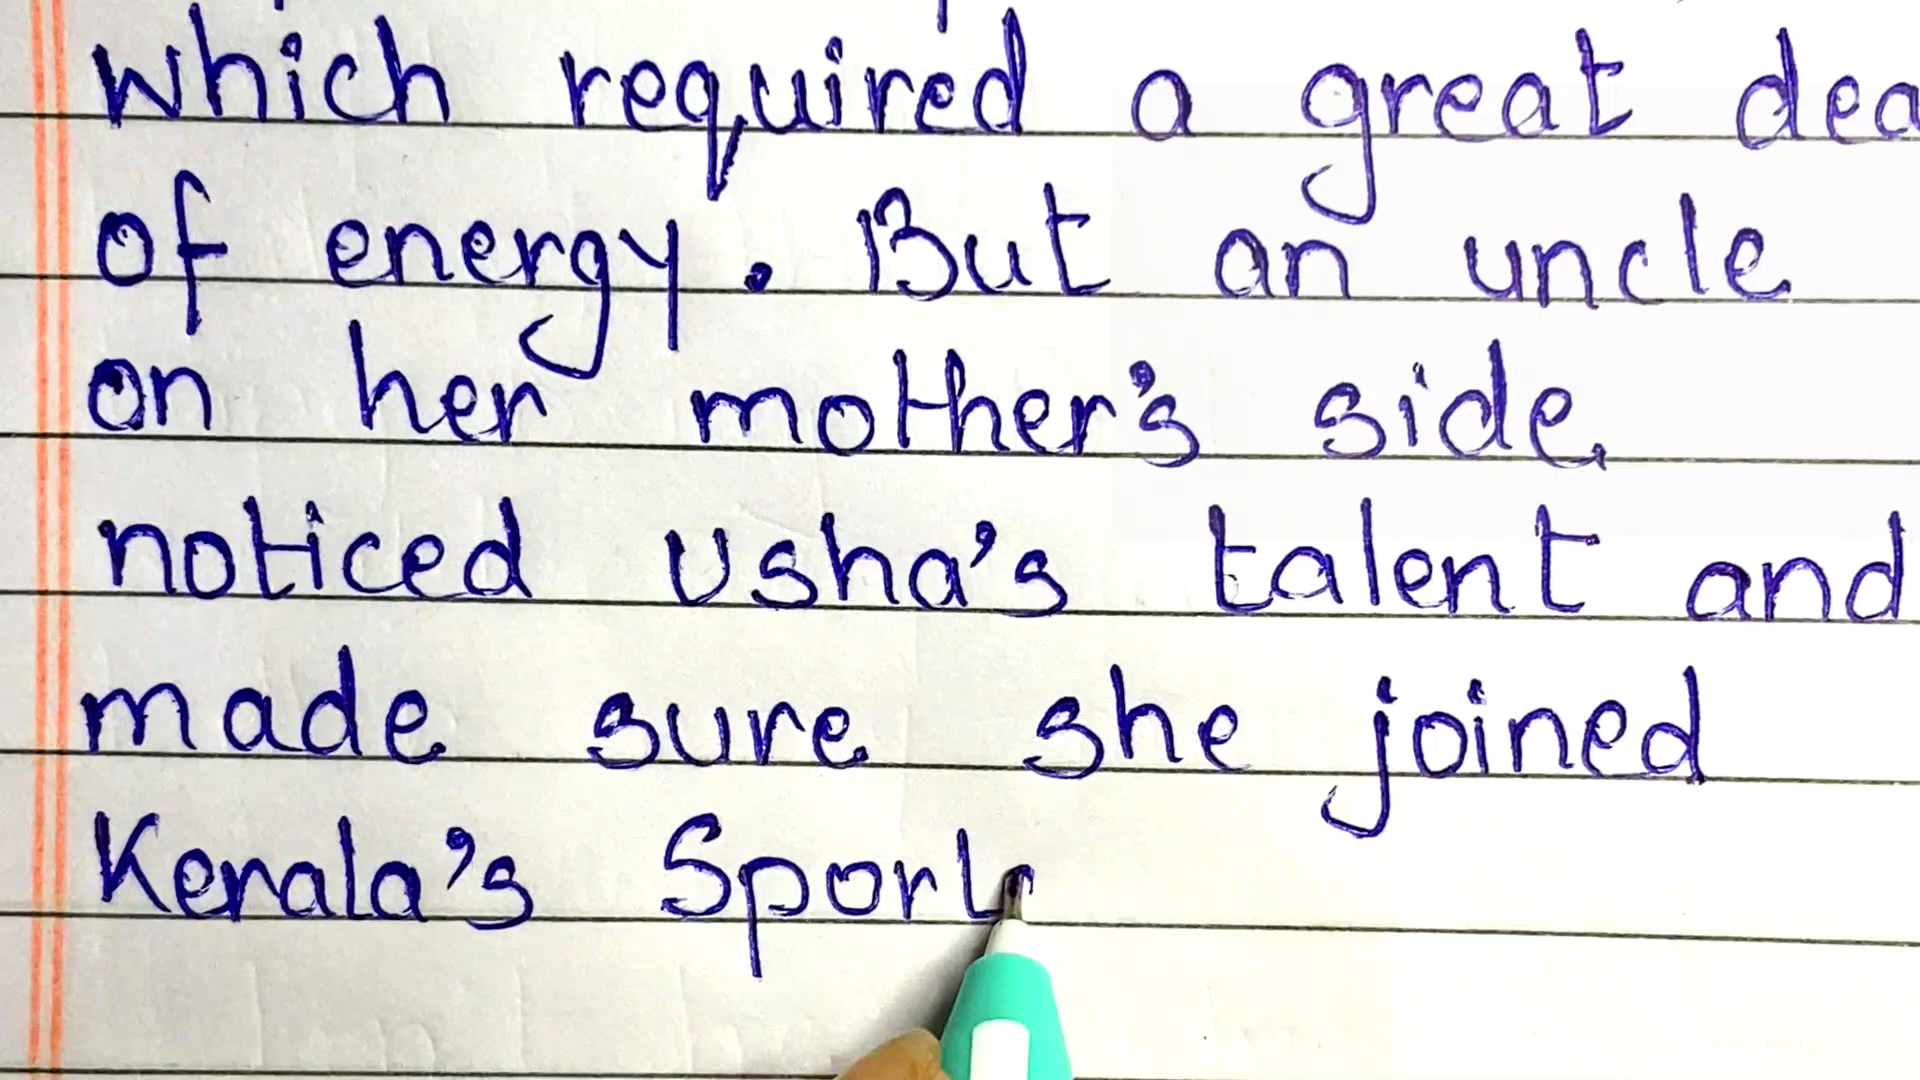 which required a great dea
of energy. But an uncle
on her mother's side
noticed Usha's talent and
made sure she joined
Kerala's Sport